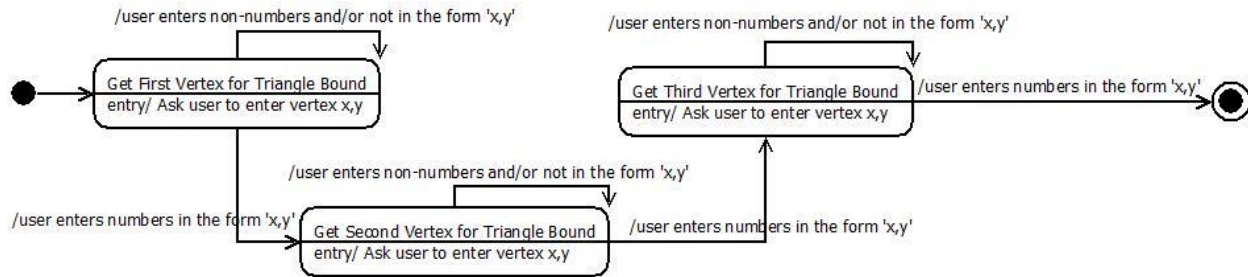 /user enters non-numbers and/or not in the form 'x,y'
Get First Vertex for Triangle Bound
entry/ Ask user to enter vertex x,y
/user enters numbers in the form 'x,y'
/user enters non-numbers and/or not in the form 'x,y'
Get Second Vertex for Triangle Bound
entry/ Ask user to enter vertex x,y
/user enters numbers in the form 'x,y'
/user enters non-numbers and/or not in the form 'x,y'
Get Third Vertex for Triangle Bound
entry/ Ask user to enter vertex x,y
/user enters numbers in the form 'x,y'